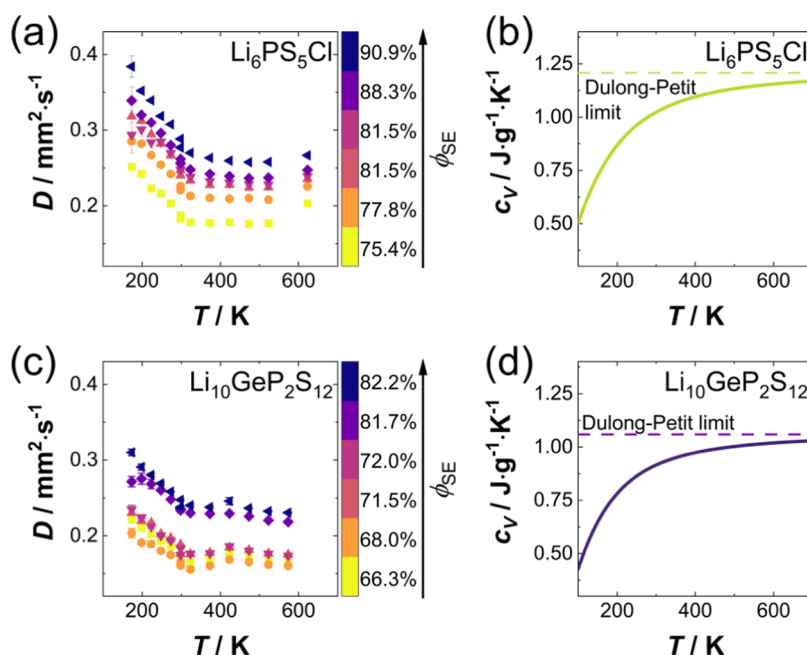 (a)
Li₆PS₅Cl
0.4
0.3
0.2
D / mm²·s⁻¹
200 400 600
T / K
90.9%
88.3%
81.5%
81.5%
77.8%
75.4%
ϕSE
(b)
Li₆PS₅Cl
1.25
1.00
0.75
0.50
cV / J·g⁻¹·K⁻¹
Dulong-Petit
limit
200 400 600
T / K
(c)
Li₁₀GeP₂S₁₂
0.4
0.3
0.2
D / mm²·s⁻¹
200 400 600
T / K
82.2%
81.7%
72.0%
71.5%
68.0%
66.3%
ϕSE
(d)
Li₁₀GeP₂S₁₂
1.25
1.00
0.75
0.50
cV / J·g⁻¹·K⁻¹
Dulong-Petit limit
200 400 600
T / K